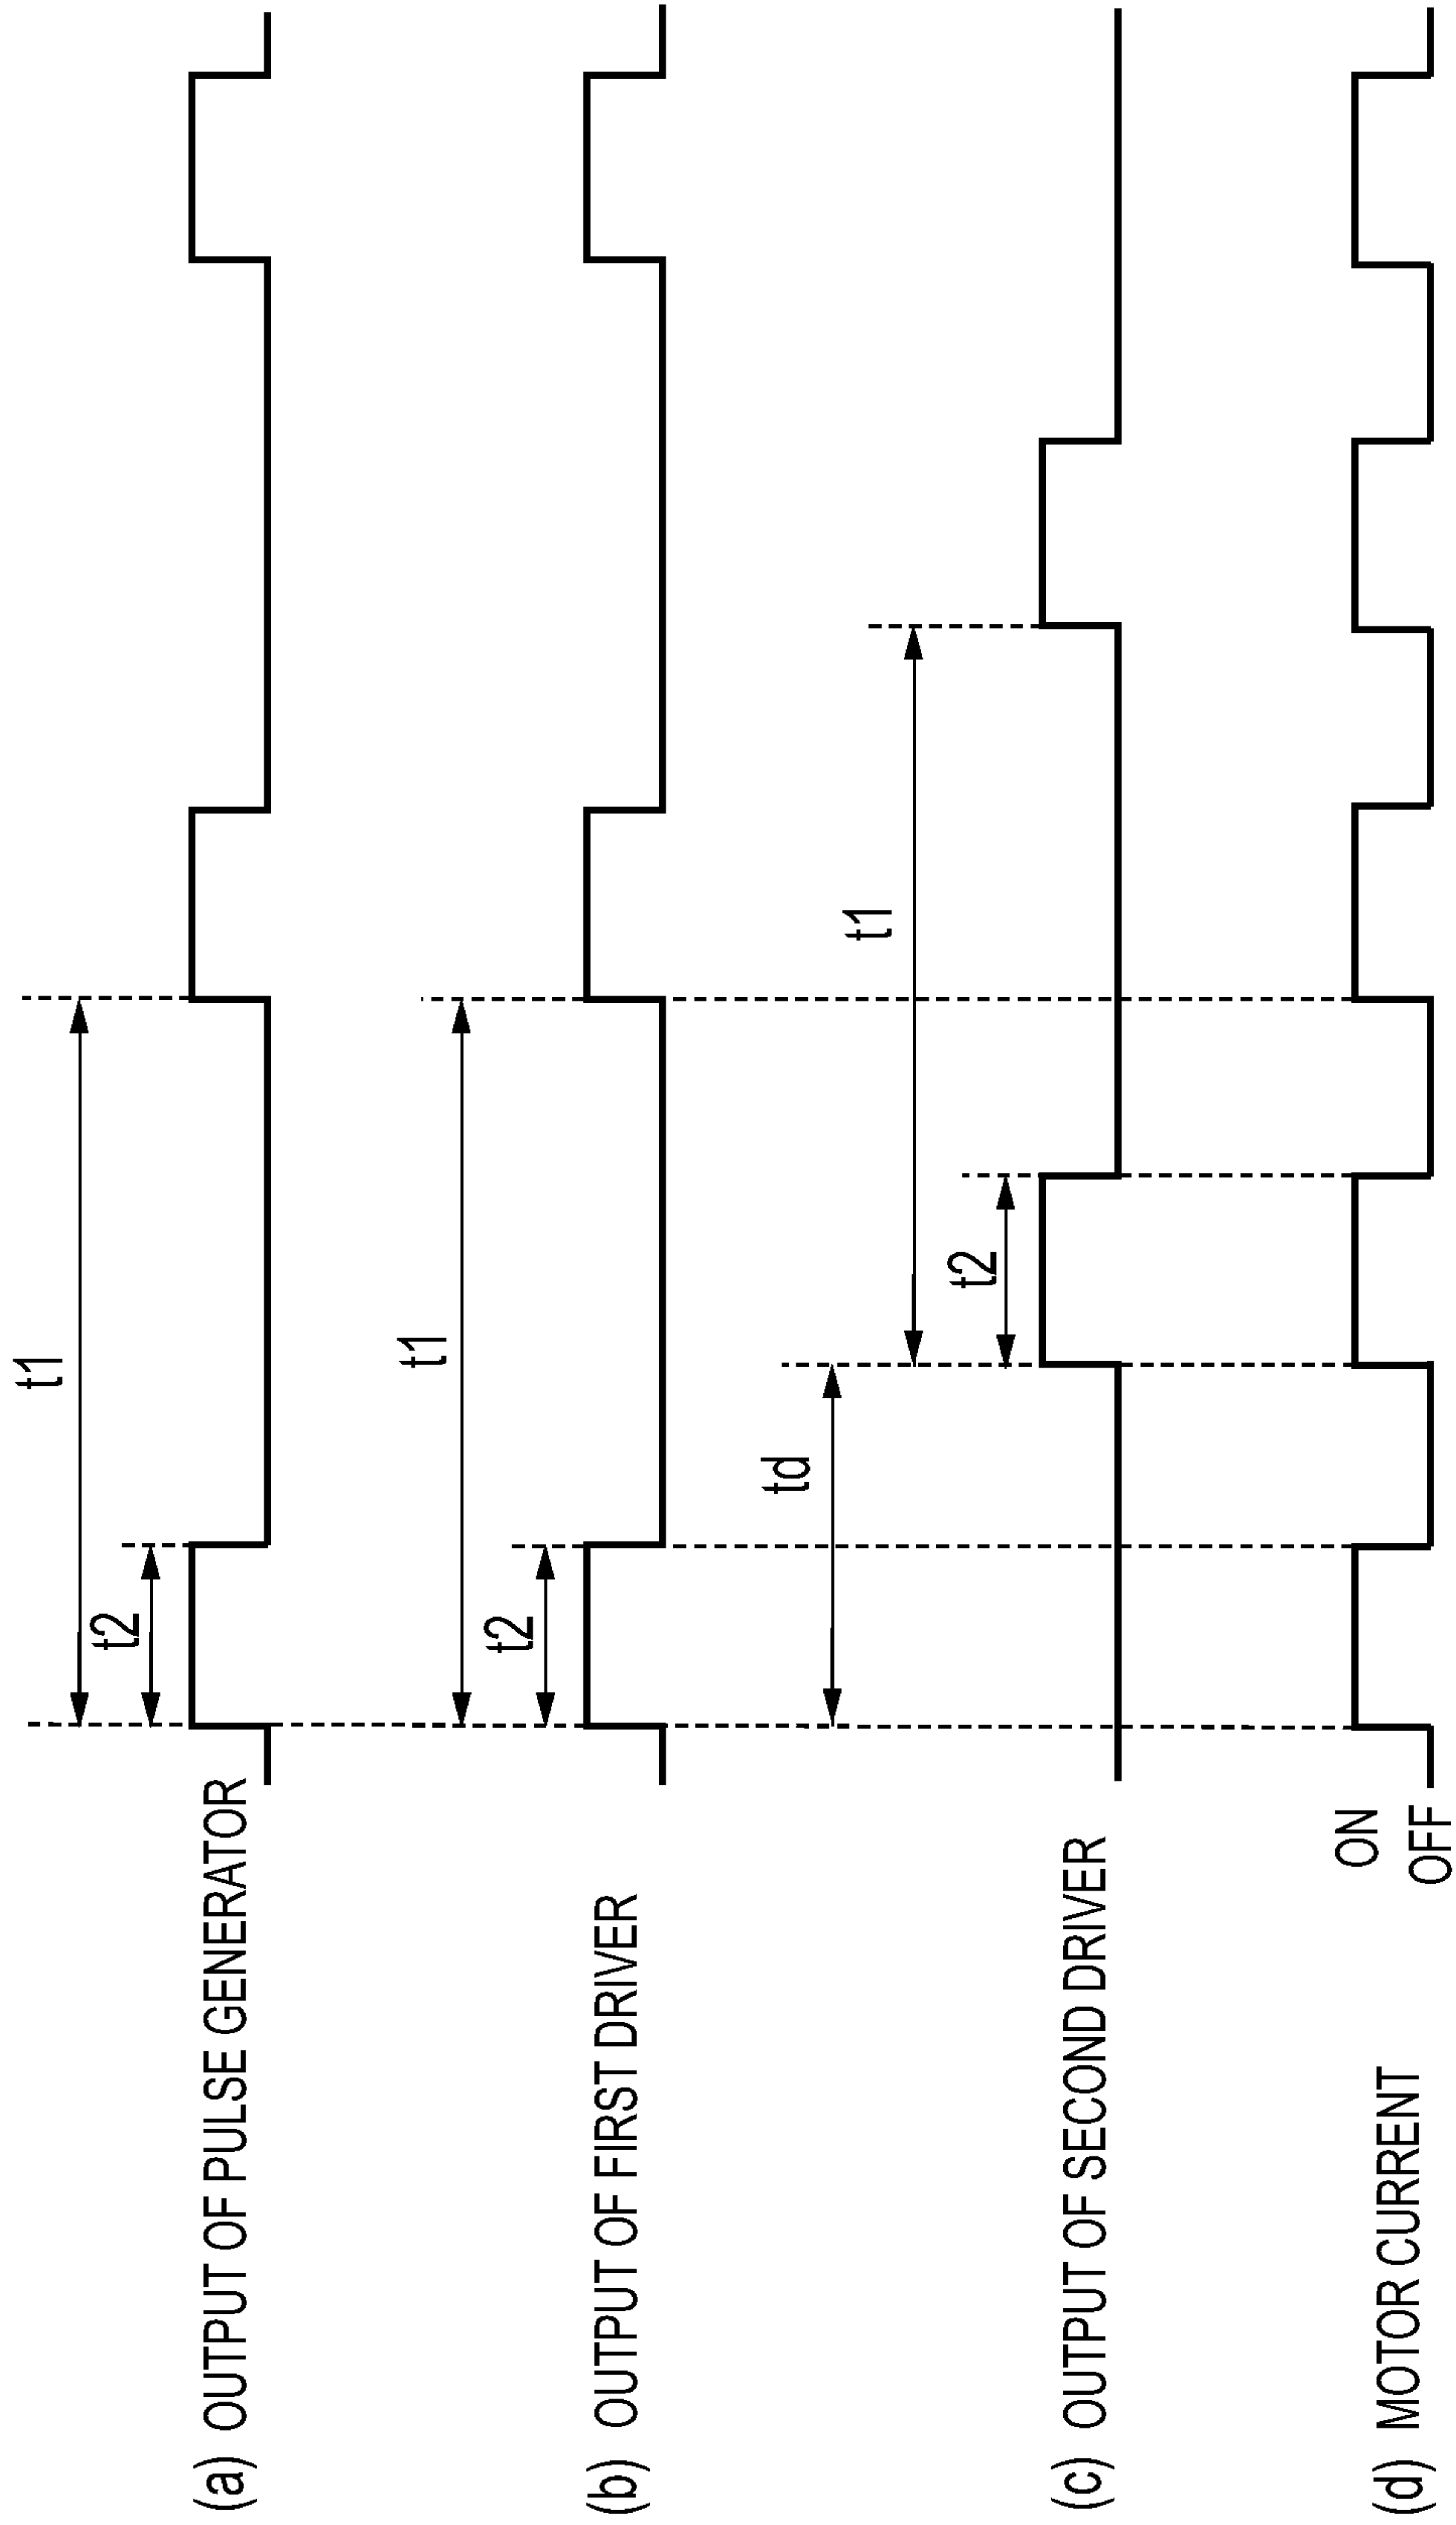 t1
t2
(a) OUTPUT OF PULSE GENERATOR
t1
t2
(b) OUTPUT OF FIRST DRIVER
td
t1
t2
(c) OUTPUT OF SECOND DRIVER
ON
OFF
(d) MOTOR CURRENT